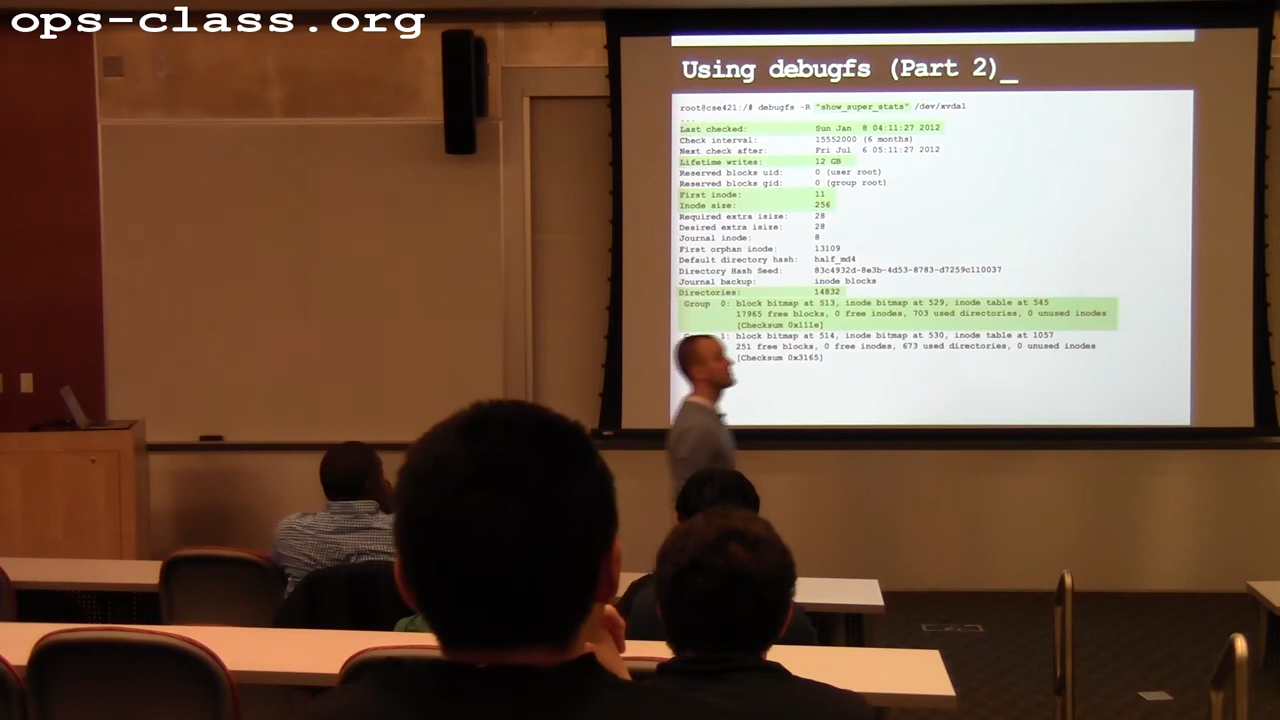 ops-class.org
Using debugfs (Part 2)_
root@cse421:/# debugfs -R "show_super_stats" /dev/xvda1
...
Last checked: Sun Jan 8 04:11:27 2012
Check interval: 15552000 (6 months)
Next check after: Fri Jul 6 05:11:27 2012
Lifetime writes: 12 GB
Reserved blocks uid: 0 (user root)
Reserved blocks gid: 0 (group root)
First inode: 11
Inode size: 256
Required extra isize: 28
Desired extra isize: 28
Journal inode: 8
First orphan inode: 13109
Default directory hash: half_md4
Directory Hash Seed: 83c4932d-8e3b-4d53-8783-d7259c110037
Journal backup: inode blocks
Directories: 14832
Group 0: block bitmap at 513, inode bitmap at 529, inode table at 545
17965 free blocks, 0 free inodes, 703 used directories, 0 unused inodes
[Checksum 0x111e]
1: block bitmap at 514, inode bitmap at 530, inode table at 1057
251 free blocks, 0 free inodes, 673 used directories, 0 unused inodes
[Checksum 0x3165]